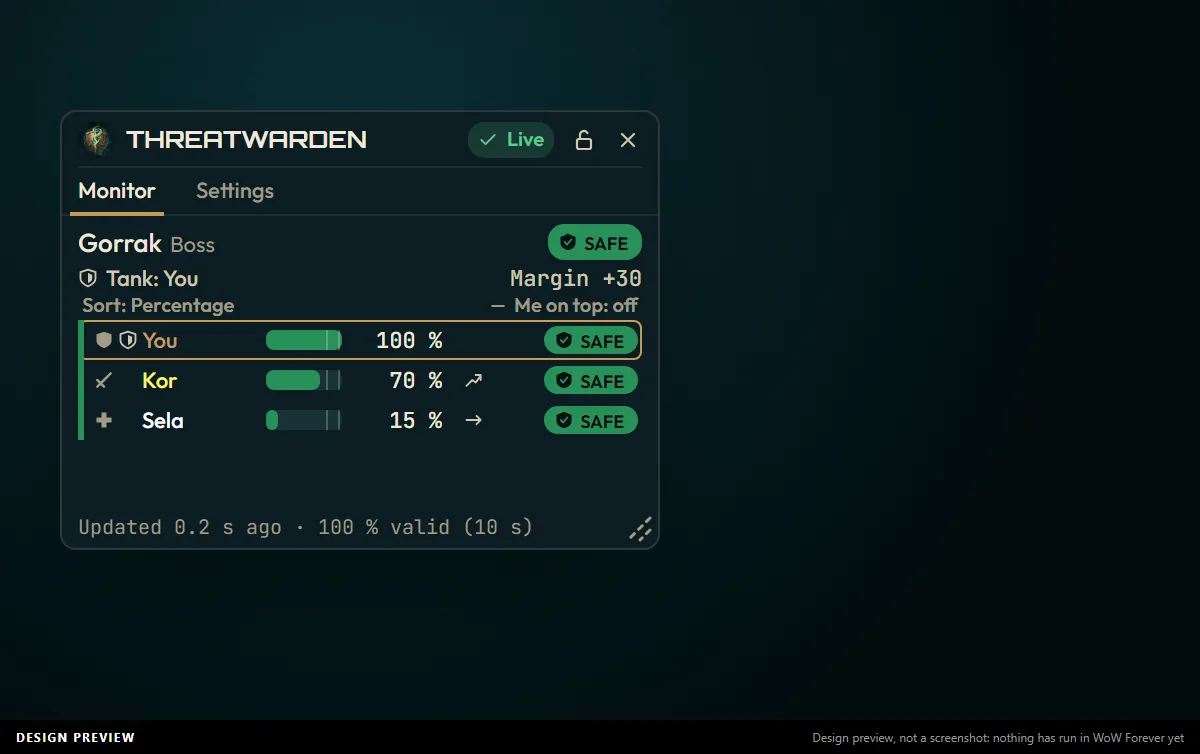 THREATWARDEN Live
Monitor Settings
Gorrak Boss SAFE
Tank: You Margin +30
Sort: Percentage — Me on top: off
You 100 % SAFE
Kor 70 % SAFE
Sela 15 % SAFE
Updated 0.2 s ago · 100 % valid (10 s)
DESIGN PREVIEW Design preview, not a screenshot: nothing has run in WoW Forever yet